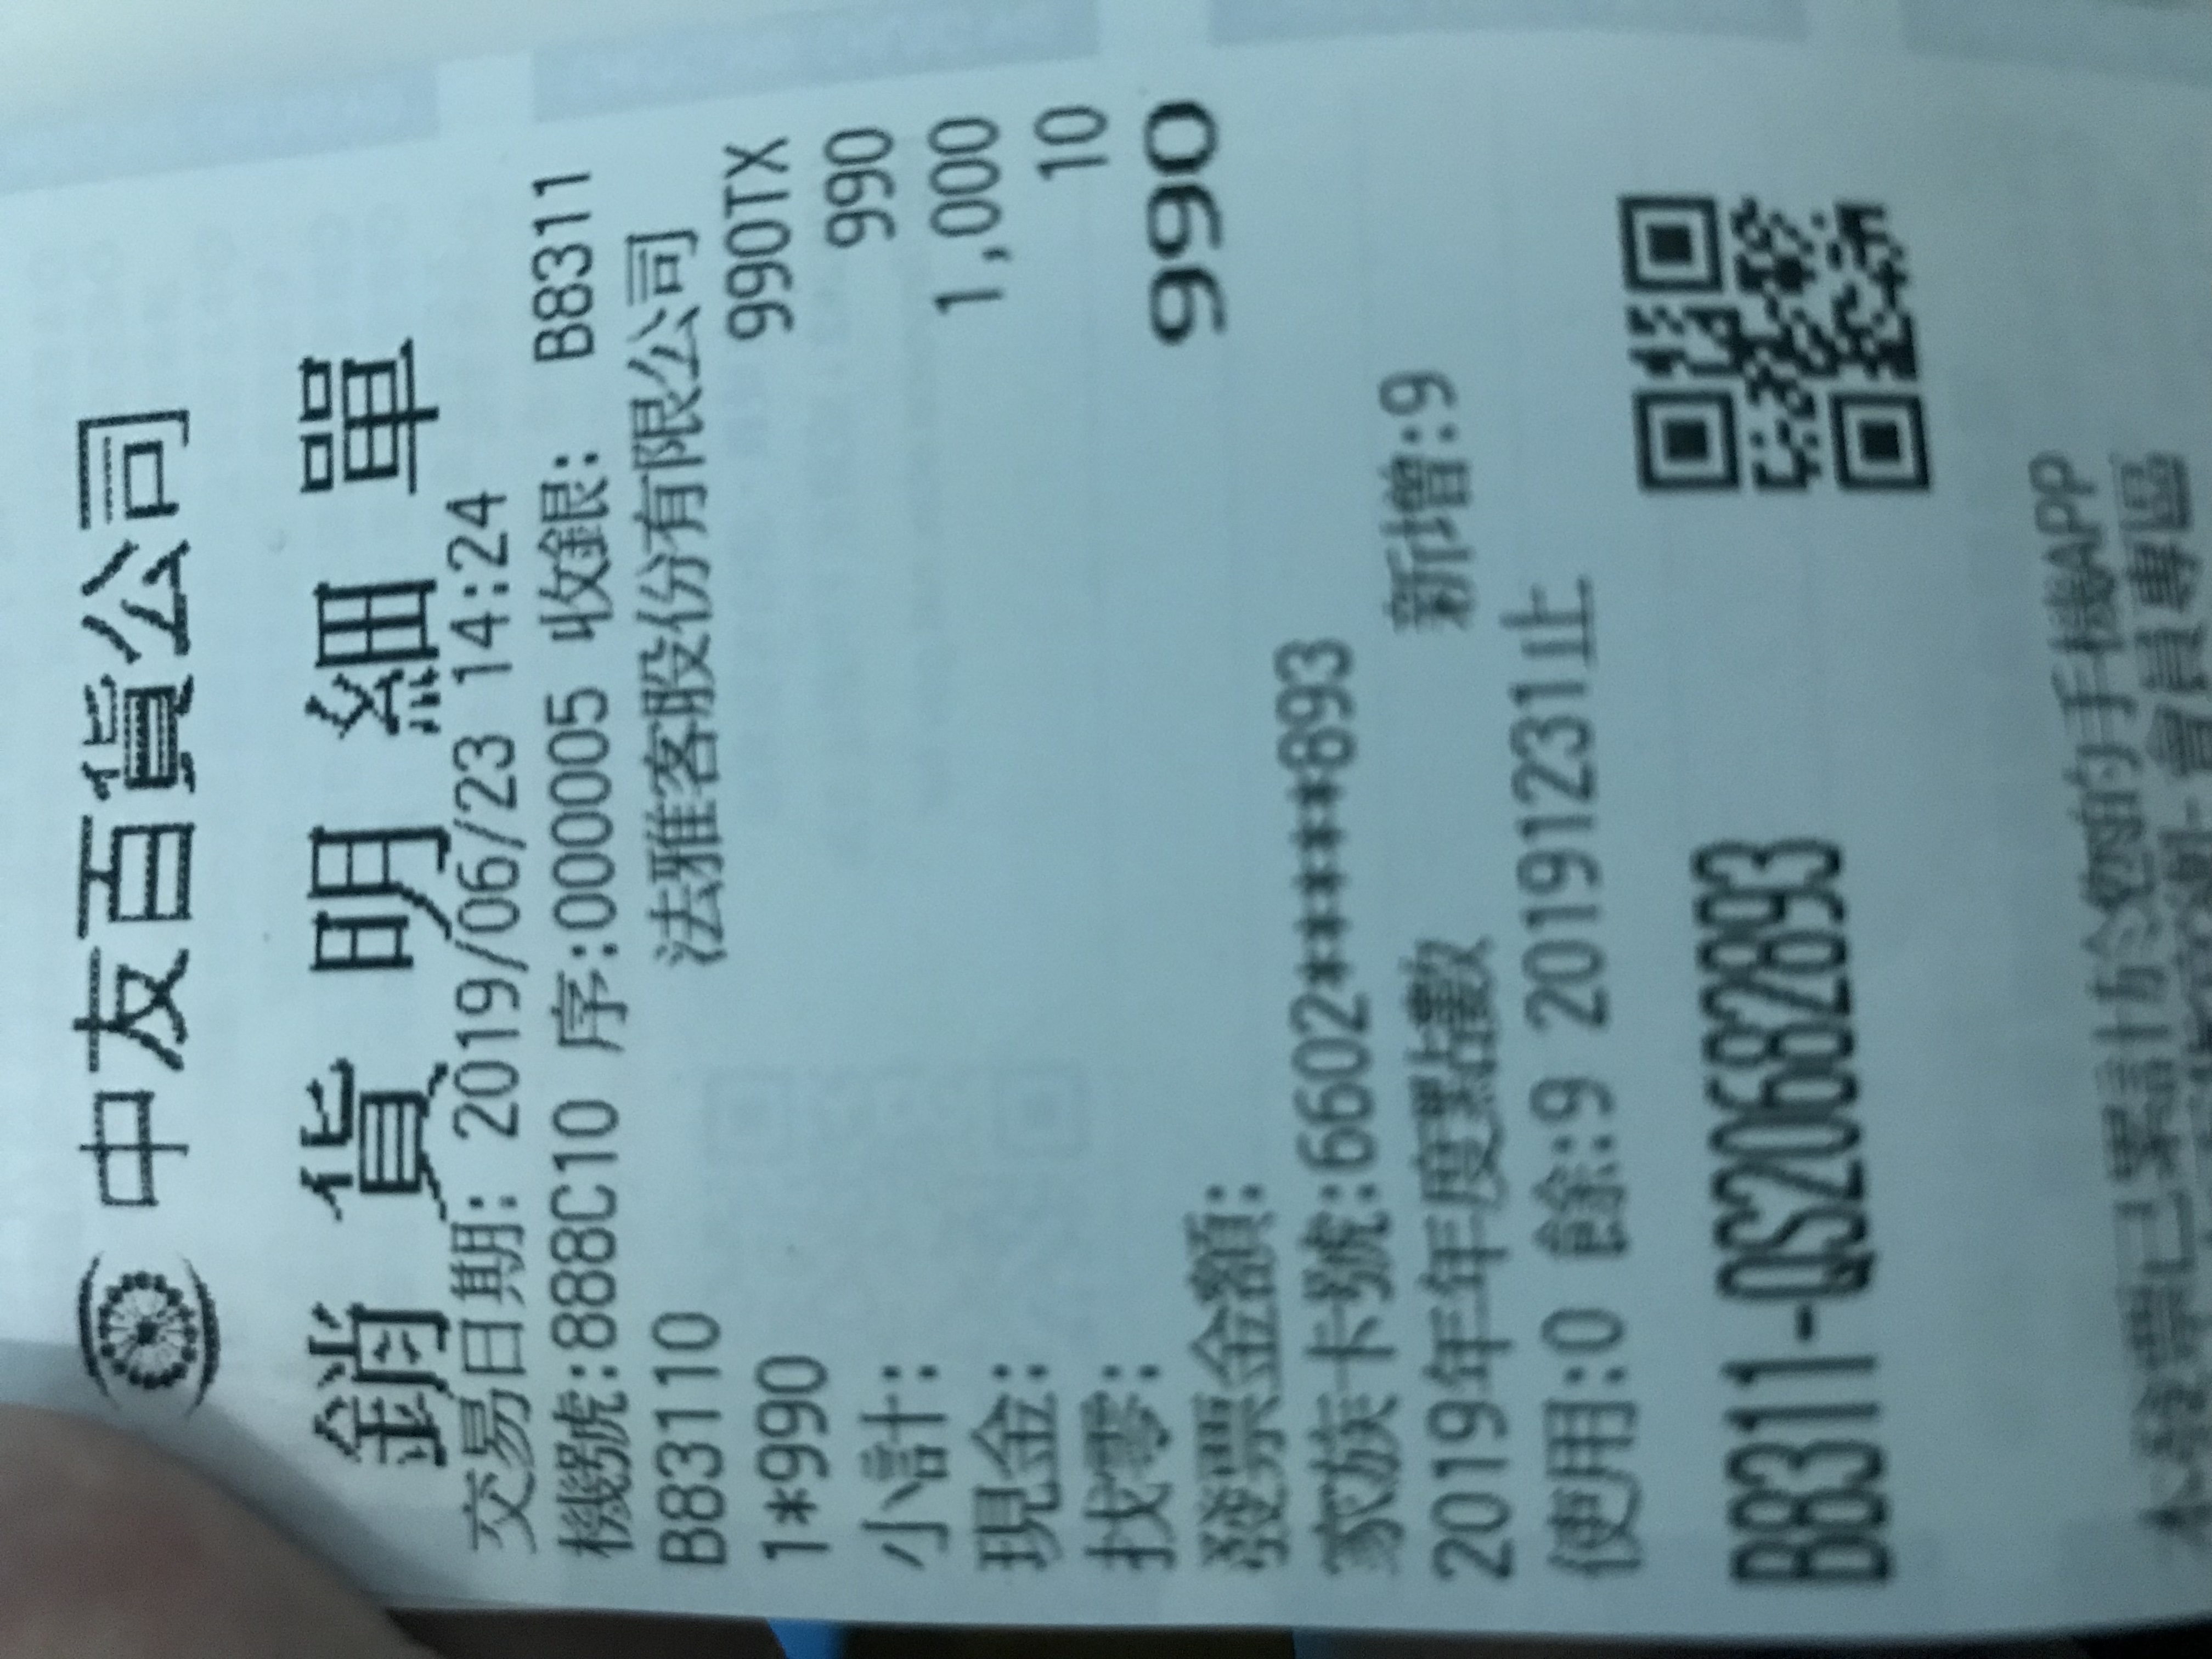 中友百貨公司
銷貨明細單
交易日期: 2019/06/23 14:24
機號:888C10 序:000005 收銀: B8311
B83110 法雅客股份有限公司
1*990 990TX
小計: 990
現金: 1,000
找零: 10
發票金額: 990
家族卡號:6602*****893
2019年年度點數 新增:9
使用:0 餘:9 20191231止
B8311-QS20682893
本發票已累計於您的手機APP
會員專區